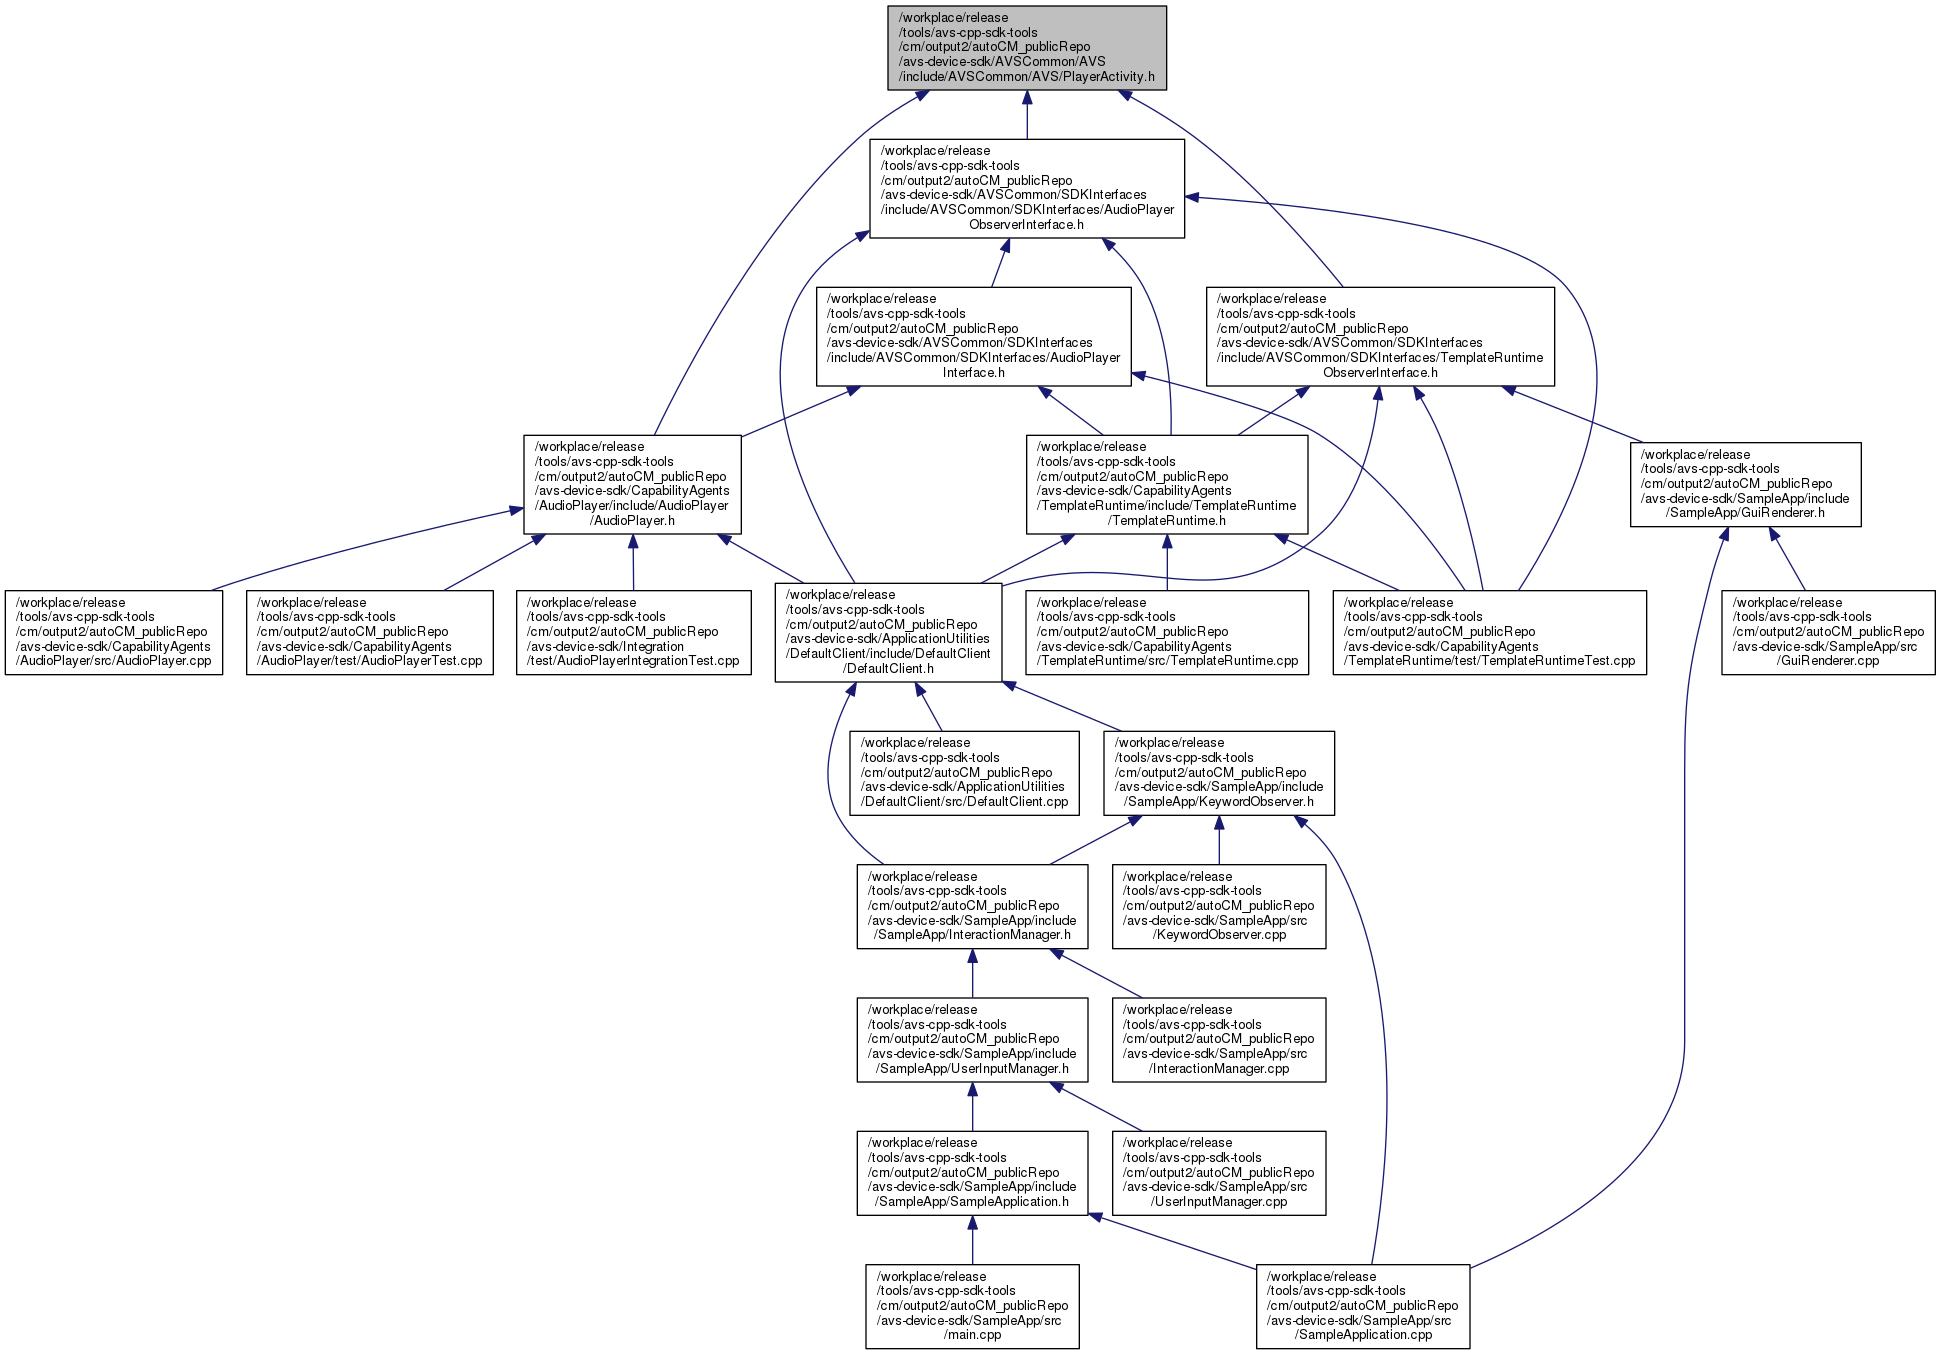 /workplace/release
/tools/avs-cpp-sdk-tools
/cm/output2/autoCM_publicRepo
/avs-device-sdk/AVSCommon/AVS
/include/AVSCommon/AVS/PlayerActivity.h
/workplace/release
/tools/avs-cpp-sdk-tools
/cm/output2/autoCM_publicRepo
/avs-device-sdk/AVSCommon/SDKInterfaces
/include/AVSCommon/SDKInterfaces/AudioPlayer
ObserverInterface.h
/workplace/release
/tools/avs-cpp-sdk-tools
/cm/output2/autoCM_publicRepo
/avs-device-sdk/AVSCommon/SDKInterfaces
/include/AVSCommon/SDKInterfaces/AudioPlayer
Interface.h
/workplace/release
/tools/avs-cpp-sdk-tools
/cm/output2/autoCM_publicRepo
/avs-device-sdk/AVSCommon/SDKInterfaces
/include/AVSCommon/SDKInterfaces/TemplateRuntime
ObserverInterface.h
/workplace/release
/tools/avs-cpp-sdk-tools
/cm/output2/autoCM_publicRepo
/avs-device-sdk/CapabilityAgents
/AudioPlayer/include/AudioPlayer
/AudioPlayer.h
/workplace/release
/tools/avs-cpp-sdk-tools
/cm/output2/autoCM_publicRepo
/avs-device-sdk/CapabilityAgents
/TemplateRuntime/include/TemplateRuntime
/TemplateRuntime.h
/workplace/release
/tools/avs-cpp-sdk-tools
/cm/output2/autoCM_publicRepo
/avs-device-sdk/SampleApp/include
/SampleApp/GuiRenderer.h
/workplace/release
/tools/avs-cpp-sdk-tools
/cm/output2/autoCM_publicRepo
/avs-device-sdk/CapabilityAgents
/AudioPlayer/src/AudioPlayer.cpp
/workplace/release
/tools/avs-cpp-sdk-tools
/cm/output2/autoCM_publicRepo
/avs-device-sdk/CapabilityAgents
/AudioPlayer/test/AudioPlayerTest.cpp
/workplace/release
/tools/avs-cpp-sdk-tools
/cm/output2/autoCM_publicRepo
/avs-device-sdk/Integration
/test/AudioPlayerIntegrationTest.cpp
/workplace/release
/tools/avs-cpp-sdk-tools
/cm/output2/autoCM_publicRepo
/avs-device-sdk/ApplicationUtilities
/DefaultClient/include/DefaultClient
/DefaultClient.h
/workplace/release
/tools/avs-cpp-sdk-tools
/cm/output2/autoCM_publicRepo
/avs-device-sdk/CapabilityAgents
/TemplateRuntime/src/TemplateRuntime.cpp
/workplace/release
/tools/avs-cpp-sdk-tools
/cm/output2/autoCM_publicRepo
/avs-device-sdk/CapabilityAgents
/TemplateRuntime/test/TemplateRuntimeTest.cpp
/workplace/release
/tools/avs-cpp-sdk-tools
/cm/output2/autoCM_publicRepo
/avs-device-sdk/SampleApp/src
/GuiRenderer.cpp
/workplace/release
/tools/avs-cpp-sdk-tools
/cm/output2/autoCM_publicRepo
/avs-device-sdk/ApplicationUtilities
/DefaultClient/src/DefaultClient.cpp
/workplace/release
/tools/avs-cpp-sdk-tools
/cm/output2/autoCM_publicRepo
/avs-device-sdk/SampleApp/include
/SampleApp/KeywordObserver.h
/workplace/release
/tools/avs-cpp-sdk-tools
/cm/output2/autoCM_publicRepo
/avs-device-sdk/SampleApp/include
/SampleApp/InteractionManager.h
/workplace/release
/tools/avs-cpp-sdk-tools
/cm/output2/autoCM_publicRepo
/avs-device-sdk/SampleApp/src
/KeywordObserver.cpp
/workplace/release
/tools/avs-cpp-sdk-tools
/cm/output2/autoCM_publicRepo
/avs-device-sdk/SampleApp/include
/SampleApp/UserInputManager.h
/workplace/release
/tools/avs-cpp-sdk-tools
/cm/output2/autoCM_publicRepo
/avs-device-sdk/SampleApp/src
/InteractionManager.cpp
/workplace/release
/tools/avs-cpp-sdk-tools
/cm/output2/autoCM_publicRepo
/avs-device-sdk/SampleApp/include
/SampleApp/SampleApplication.h
/workplace/release
/tools/avs-cpp-sdk-tools
/cm/output2/autoCM_publicRepo
/avs-device-sdk/SampleApp/src
/UserInputManager.cpp
/workplace/release
/tools/avs-cpp-sdk-tools
/cm/output2/autoCM_publicRepo
/avs-device-sdk/SampleApp/src
/main.cpp
/workplace/release
/tools/avs-cpp-sdk-tools
/cm/output2/autoCM_publicRepo
/avs-device-sdk/SampleApp/src
/SampleApplication.cpp